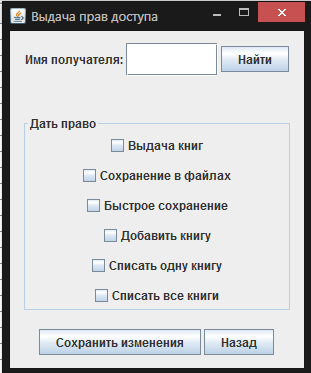 Выдача прав доступа
Имя получателя: Найти
Дать право
Выдача книг
Сохранение в файлах
Быстрое сохранение
Добавить книгу
Списать одну книгу
Списать все книги
Сохранить изменения Назад